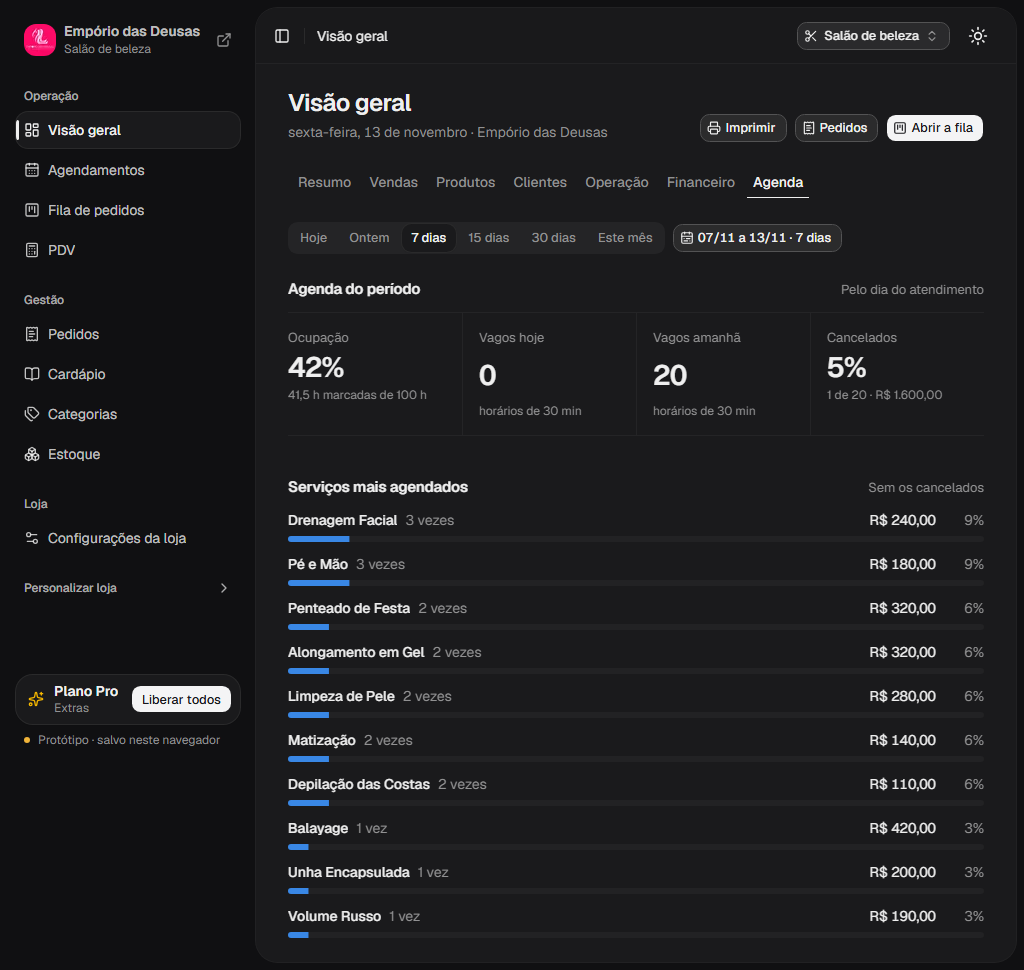 Empório das Deusas
Salão de beleza
Operação
Visão geral
Agendamentos
Fila de pedidos
PDV
Gestão
Pedidos
Cardápio
Categorias
Estoque
Loja
Configurações da loja
Personalizar loja
Plano Pro
Extras
Liberar todos
Protótipo · salvo neste navegador
Visão geral
Salão de beleza
Visão geral
sexta-feira, 13 de novembro · Empório das Deusas
Imprimir
Pedidos
Abrir a fila
Resumo Vendas Produtos Clientes Operação Financeiro Agenda
Hoje Ontem 7 dias 15 dias 30 dias Este mês
07/11 a 13/11 · 7 dias
Agenda do período
Pelo dia do atendimento
Ocupação
42%
41,5 h marcadas de 100 h
Vagos hoje
0
horários de 30 min
Vagos amanhã
20
horários de 30 min
Cancelados
5%
1 de 20 · R$ 1.600,00
Serviços mais agendados
Sem os cancelados
Drenagem Facial 3 vezes R$ 240,00 9%
Pé e Mão 3 vezes R$ 180,00 9%
Penteado de Festa 2 vezes R$ 320,00 6%
Alongamento em Gel 2 vezes R$ 320,00 6%
Limpeza de Pele 2 vezes R$ 280,00 6%
Matização 2 vezes R$ 140,00 6%
Depilação das Costas 2 vezes R$ 110,00 6%
Balayage 1 vez R$ 420,00 3%
Unha Encapsulada 1 vez R$ 200,00 3%
Volume Russo 1 vez R$ 190,00 3%